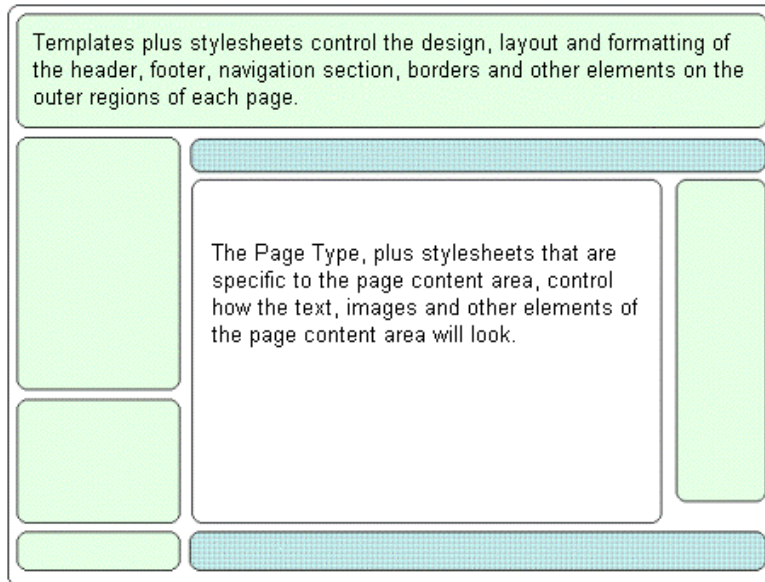 Templates plus stylesheets control the design, layout and formatting of
the header, footer, navigation section, borders and other elements on the
outer regions of each page.
The Page Type, plus stylesheets that are
specific to the page content area, control
how the text, images and other elements of
the page content area will look.